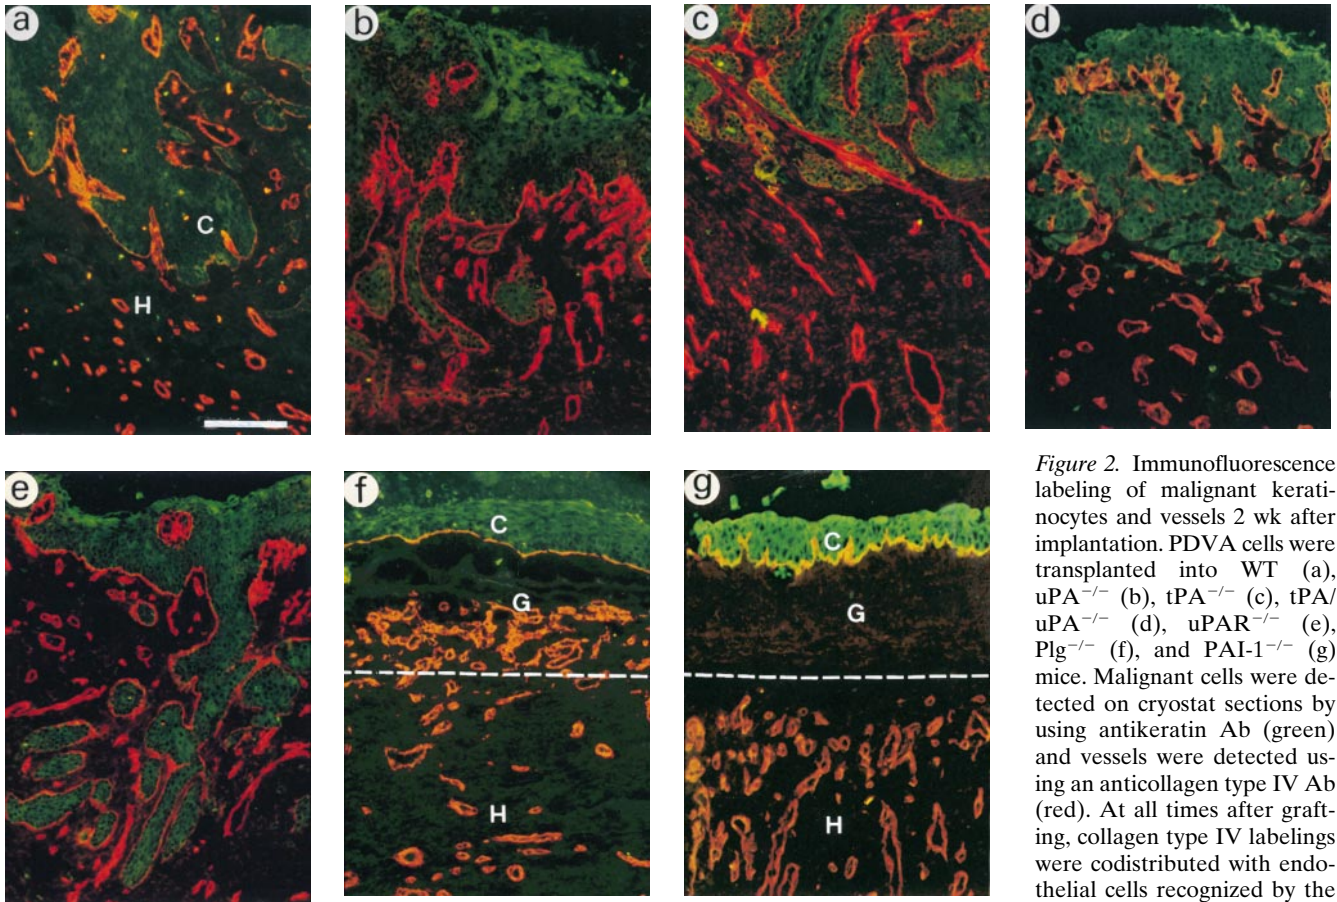 a
b
c
d
C
H
e
f
C
G
H
g
C
G
H
Figure 2. Immunofluorescence
labeling of malignant kerati-
nocytes and vessels 2 wk after
implantation. PDVA cells were
transplanted into WT (a),
uPA−/− (b), tPA−/− (c), tPA/
uPA−/− (d), uPAR−/− (e),
Plg−/− (f), and PAI-1−/− (g)
mice. Malignant cells were de-
tected on cryostat sections by
using antikeratin Ab (green)
and vessels were detected us-
ing an anticollagen type IV Ab
(red). At all times after graft-
ing, collagen type IV labelings
were codistributed with endo-
thelial cells recognized by the